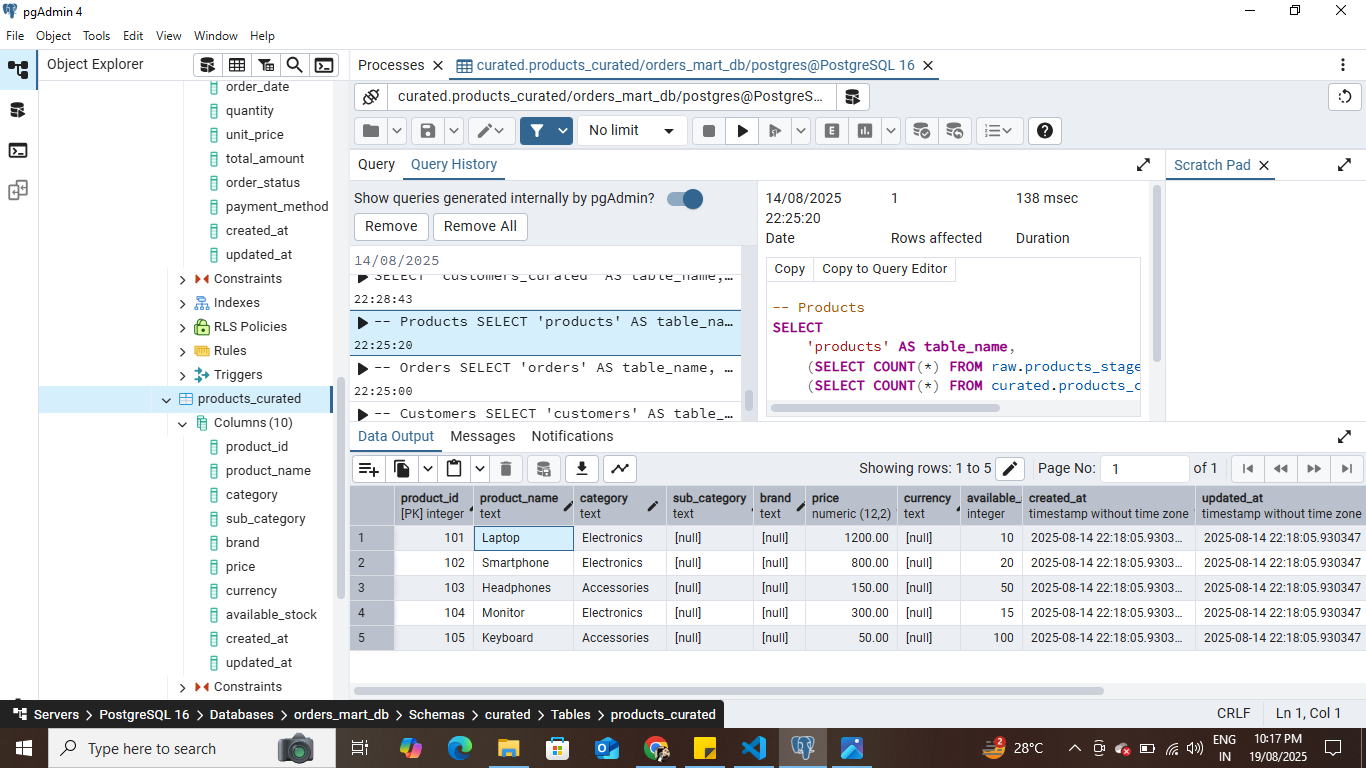 pgAdmin 4
File Object Tools Edit View Window Help
Object Explorer
order_date
quantity
unit_price
total_amount
order_status
payment_method
created_at
updated_at
Constraints
Indexes
RLS Policies
Rules
Triggers
products_curated
Columns (10)
product_id
product_name
category
sub_category
brand
price
currency
available_stock
created_at
updated_at
Constraints
Processes
curated.products_curated/orders_mart_db/postgres@PostgreSQL 16
curated.products_curated/orders_mart_db/postgres@PostgreS...
No limit
E
Query Query History
Scratch Pad
Show queries generated internally by pgAdmin?
Remove Remove All
14/08/2025
SELECT 'customers_curated' AS table_name,...
22:28:43
-- Products SELECT 'products' AS table_na...
22:25:20
-- Orders SELECT 'orders' AS table_name, ...
22:25:00
-- Customers SELECT 'customers' AS table_...
14/08/2025 22:25:20 1 138 msec
Date Rows affected Duration
Copy Copy to Query Editor
-- Products
SELECT
'products' AS table_name,
(SELECT COUNT(*) FROM raw.products_stage
(SELECT COUNT(*) FROM curated.products_c
Data Output Messages Notifications
Showing rows: 1 to 5 Page No: 1 of 1
product_id product_name category sub_category brand price currency available_ created_at updated_at
[PK] integer text text text text numeric (12,2) text integer timestamp without time zone timestamp without time zone
1 101 Laptop Electronics [null] [null] 1200.00 [null] 10 2025-08-14 22:18:05.9303... 2025-08-14 22:18:05.930347
2 102 Smartphone Electronics [null] [null] 800.00 [null] 20 2025-08-14 22:18:05.9303... 2025-08-14 22:18:05.930347
3 103 Headphones Accessories [null] [null] 150.00 [null] 50 2025-08-14 22:18:05.9303... 2025-08-14 22:18:05.930347
4 104 Monitor Electronics [null] [null] 300.00 [null] 15 2025-08-14 22:18:05.9303... 2025-08-14 22:18:05.930347
5 105 Keyboard Accessories [null] [null] 50.00 [null] 100 2025-08-14 22:18:05.9303... 2025-08-14 22:18:05.930347
Servers > PostgreSQL 16 > Databases > orders_mart_db > Schemas > curated > Tables > products_curated
CRLF Ln 1, Col 1
Type here to search
2
28°C
ENG
IN
10:17 PM
19/08/2025